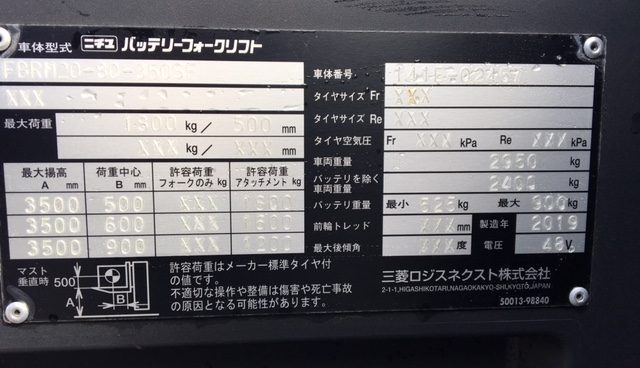 車体型式 ニチユ バッテリーフォークリフト
車体番号
XXX
タイヤサイズ Fr XXX
タイヤサイズ Re XXX
最大荷重 kg/ 500 mm
XXX kg/ XXX mm
タイヤ空気圧 Fr XXX kPa Re XXX kPa
車両重量 kg
バッテリを除く車両重量 kg
バッテリ重量 最小 kg 最大 900 kg
前輪トレッド XXX mm 製造年 2019
最大後傾角 XXX 度 電圧 48 V
最大揚高 A mm
荷重中心 B mm
許容荷重 フォークのみ kg
許容荷重 アタッチメント kg
3500 500 XXX
3500 600 XXX
3500 900 XXX 1200
マスト垂直時
500
A
B
許容荷重はメーカー標準タイヤ付
の値です。
不適切な操作や整備は傷害や死亡事故
の原因となる可能性があります。
三菱ロジスネクスト株式会社
2-1-1,HIGASHIKOTARI,NAGAOKAKYO-SHI,KYOTO,JAPAN
50013-98840